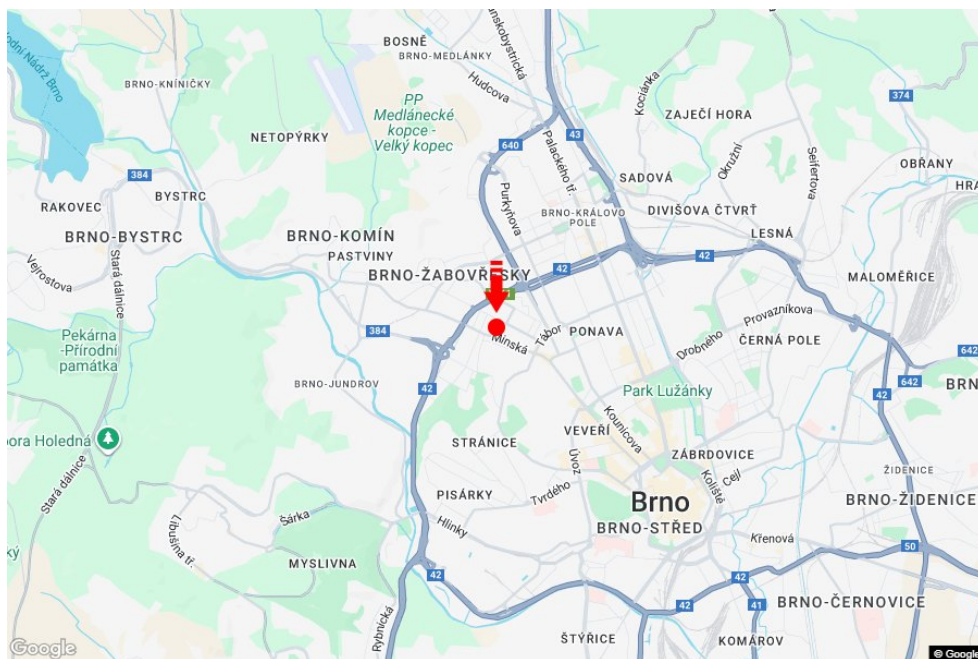 BOSNĚ
BRNO-MEDLÁNKY
Hudcova
BRNO-KNÍNIČKY
NETOPÝRKY
PP
Medlánecké
kopce -
Velký kopec
640
43
Kociánka
374
ZAJEČÍ HORA
Palackého tř.
Okružní
Seifertova
OBŘANY
SADOVÁ
384
BYSTRC
RAKOVEC
BRNO-BYSTRC
Vejrostova
Stará dálnice
BRNO-KOMÍN
PASTVINY
Purkyňova
BRNO-KRÁLOVO
POLE
DIVIŠOVA ČTVRŤ
LESNÁ
42
42
MALOMĚŘICE
BRNO-ŽABOVŘESKY
384
Minská
Tábor
PONAVA
Drobného
Provazníkova
ČERNÁ POLE
Pekárna
-Přírodní
památka
BRNO-JUNDROV
42
Park Lužánky
42
642
642
Stará dálnice
STRÁNICE
VEVEŘÍ
Kounicova
Úvoz
ZÁBRDOVICE
Cejl
Koliště
ŽIDENICE
BRNO-ŽIDENICE
PISÁRKY
Tvrdého
Brno
BRNO-STŘED
Hlinky
Šárka
Libušina tř.
MYSLIVNA
Křenová
50
42
42
42
41
BRNO-ČERNOVICE
Rybnická
ŠTÝŘICE
KOMÁROV
Google
© Google